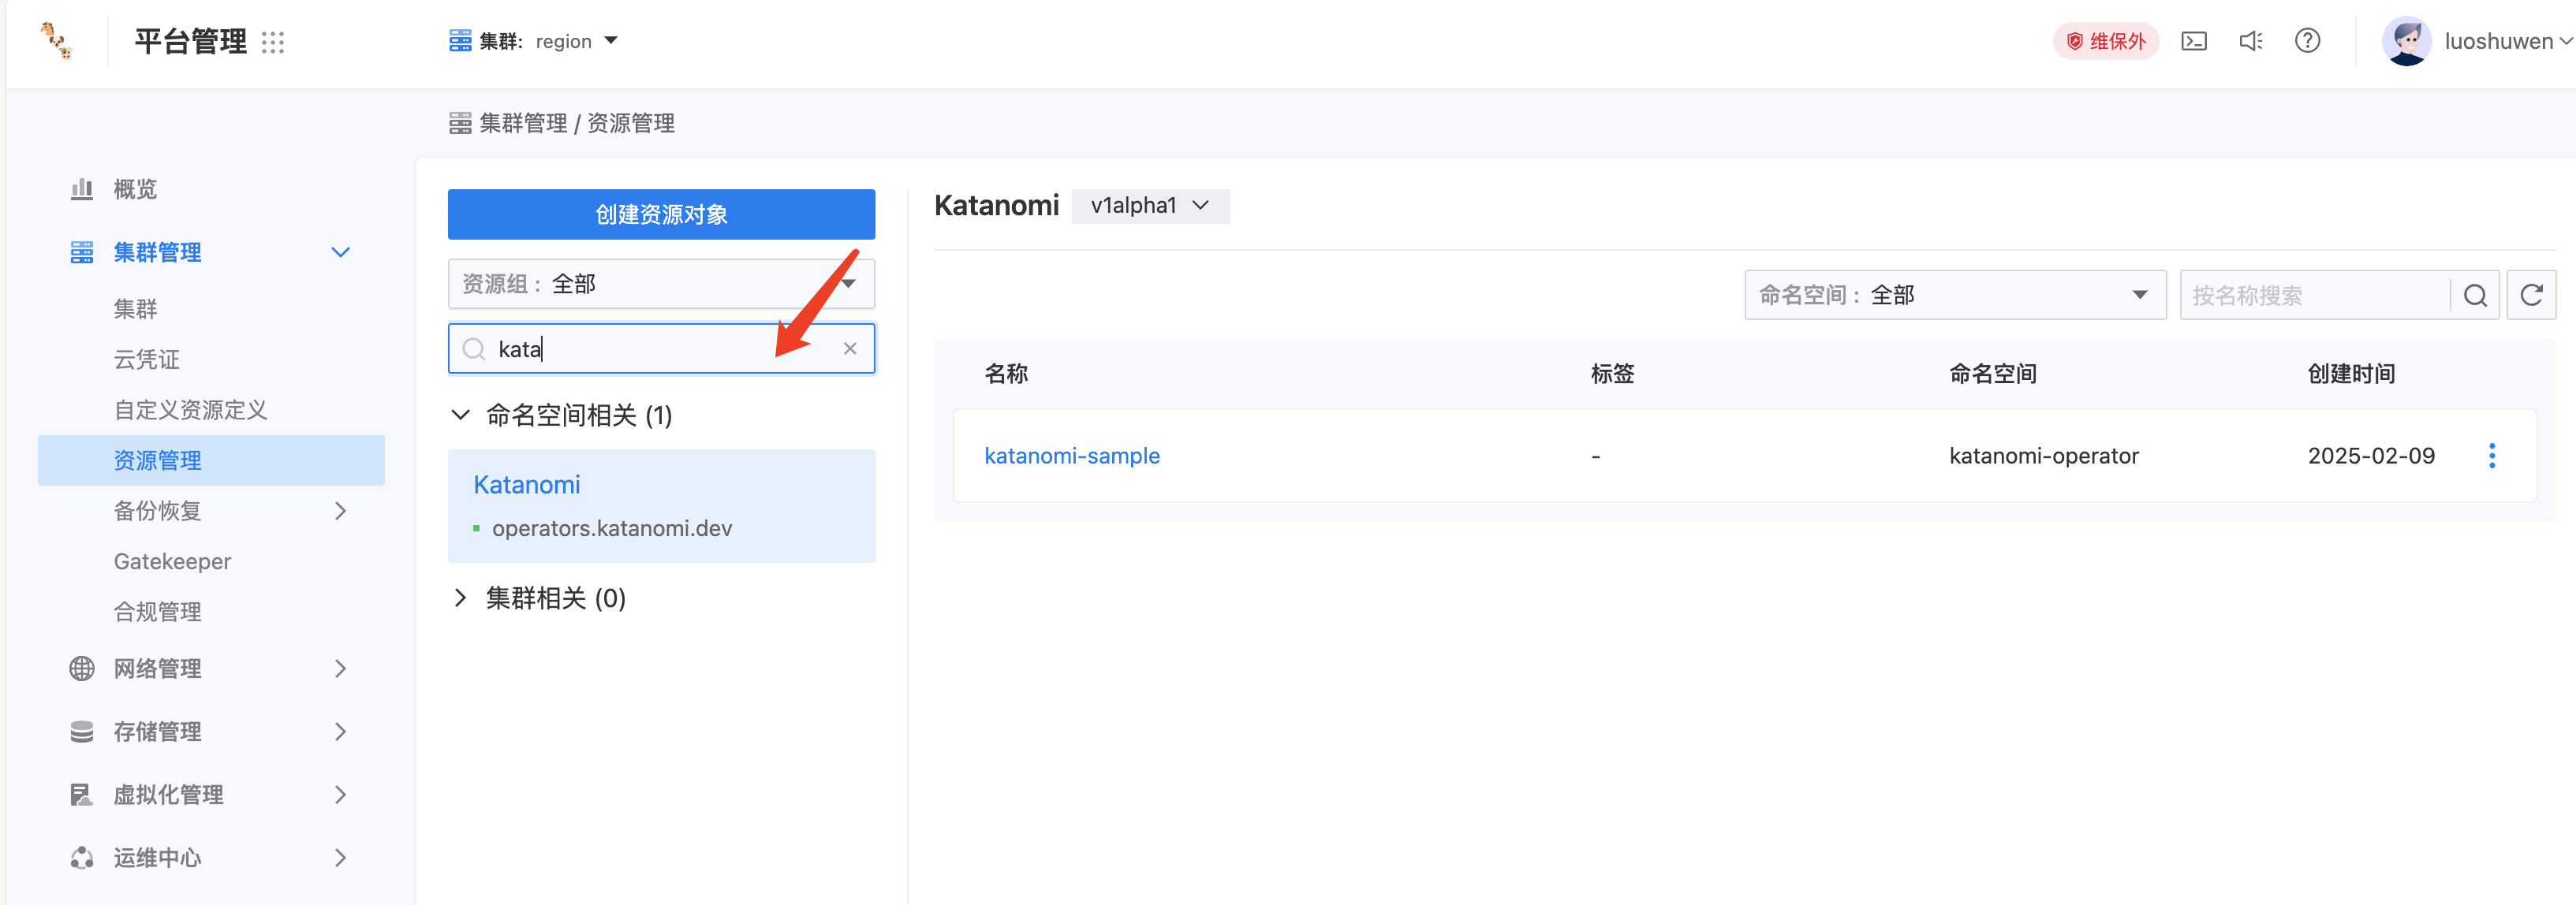 平台管理
集群: region
维保外
luoshuwen
集群管理 / 资源管理
概览
集群管理
集群
云凭证
自定义资源定义
资源管理
备份恢复
Gatekeeper
合规管理
网络管理
存储管理
虚拟化管理
运维中心
创建资源对象
资源组 : 全部
kata
命名空间相关 (1)
Katanomi
operators.katanomi.dev
集群相关 (0)
Katanomi v1alpha1
命名空间 : 全部
按名称搜索
名称 标签 命名空间 创建时间
katanomi-sample - katanomi-operator 2025-02-09